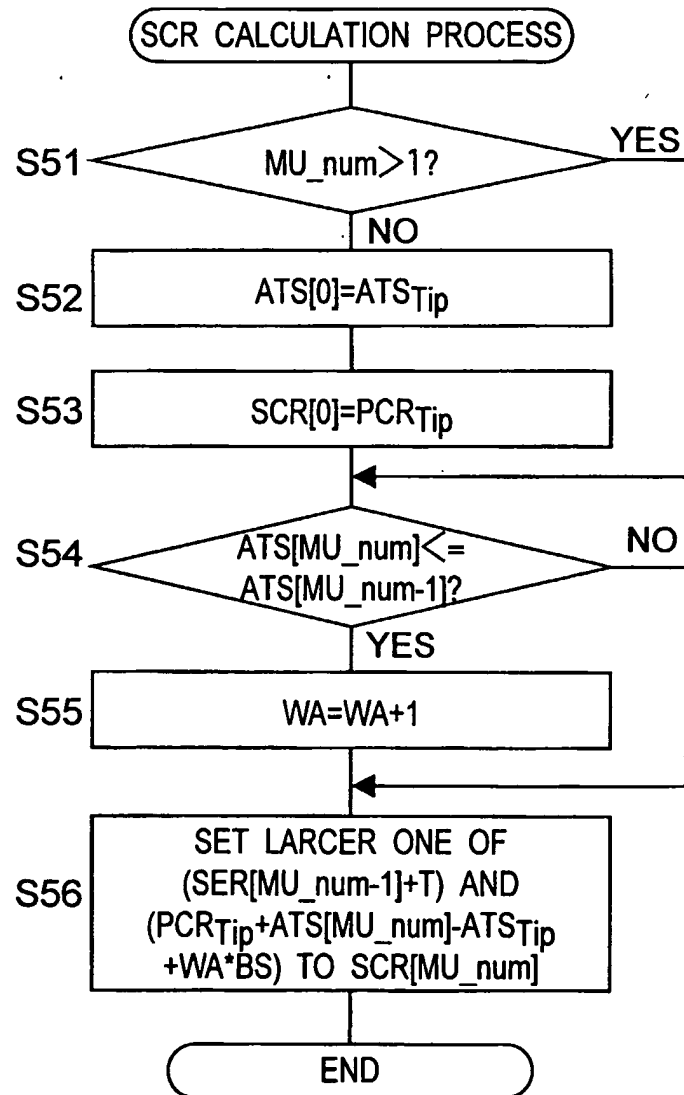 SCR CALCULATION PROCESS
S51
MU_num>1?
YES
NO
S52
ATS[0]=ATSTip
S53
SCR[0]=PCRTip
S54
ATS[MU_num]<=
ATS[MU_num-1]?
NO
YES
S55
WA=WA+1
S56
SET LARCER ONE OF
(SER[MU_num-1]+T) AND
(PCRTip+ATS[MU_num]-ATSTip
+WA*BS) TO SCR[MU_num]
END